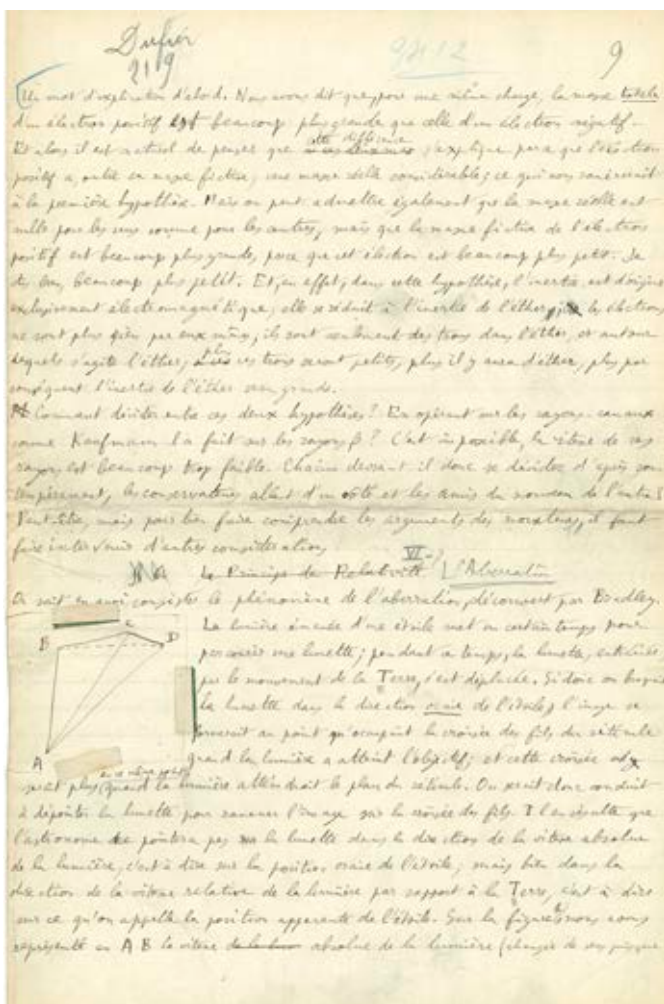 Dufier
219
9
Un mot d'explication d'abord. Nous avons dit que, pour une même charge, la masse totale
d'un électron positif est beaucoup plus grande que celle d'un électron négatif.
Et alors il est naturel de penser que cette différence s'explique parce que l'électron
positif a, outre sa masse fictive, une masse réelle considérable; ce qui nous ramènerait
à la première hypothèse. Mais on peut admettre également que la masse réelle est
nulle pour les uns comme pour les autres, mais que la masse fictive de l'électron
positif est beaucoup plus grande, parce que cet électron est beaucoup plus petit. Je
dis bien, beaucoup plus petit. Et, en effet, dans cette hypothèse, l'inertie est d'origine
exclusivement électromagnétique, elle se réduit à l'inertie de l'éther; les électrons
ne sont plus rien par eux mêmes, ils sont seulement des trous dans l'éther, et autour
desquels s'agite l'éther; plus ces trous seront petits, plus il y aura d'éther, plus par
conséquent l'inertie de l'éther sera grande.
Comment décider entre ces deux hypothèses? En opérant sur les rayons-canaux
comme Kaufmann l'a fait sur les rayons β? C'est impossible, la vitesse de ces
rayons est beaucoup trop faible. Chacun devrait il donc se décider d'après son
tempérament, les conservateurs allant d'un côté et les amis du nouveau de l'autre?
Peut-être, mais pour bien faire comprendre les arguments des novateurs, il faut
faire intervenir d'autres considérations.
VI Le Principe de Relativité L'Aberration
On sait en quoi consiste le phénomène de l'aberration, découvert par Bradley.
C
B D
A
La lumière émanée d'une étoile met un certain temps pour
parcourir une lunette; pendant ce temps, la lunette, entraînée
par le mouvement de la Terre, s'est déplacée. Si donc on braquait
la lunette dans la direction vraie de l'étoile, l'image se
formerait au point qu'occupait la croisée des fils du réticule
quand la lumière a atteint l'objectif; et cette croisée ne
serait plus en ce même point quand la lumière atteindrait le plan du réticule. On serait donc conduit
à dépointer la lunette pour ramener l'image sur la croisée des fils. Il en résulte que
l'astronome ne pointera pas la lunette dans la direction de la vitesse absolue
de la lumière, c'est à dire sur la position vraie de l'étoile, mais bien dans la
direction de la vitesse relative de la lumière par rapport à la Terre, c'est à dire
sur ce qu'on appelle la position apparente de l'étoile. Sur la figure nous avons
représenté en A B la vitesse absolue de la lumière (changée de sens puisque